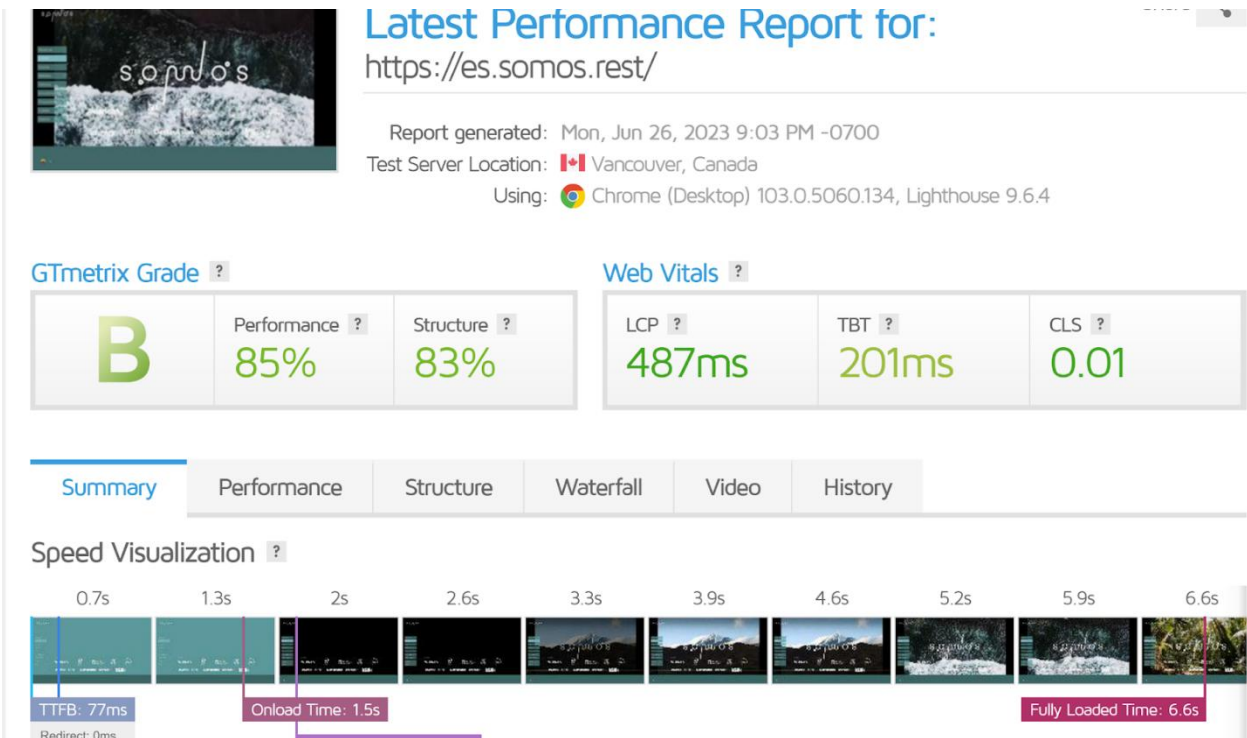 somos
Latest Performance Report for:
https://es.somos.rest/
Report generated: Mon, Jun 26, 2023 9:03 PM -0700
Test Server Location: Vancouver, Canada
Using: Chrome (Desktop) 103.0.5060.134, Lighthouse 9.6.4
GTmetrix Grade ?
Web Vitals ?
B
Performance ?
85%
Structure ?
83%
LCP ?
487ms
TBT ?
201ms
CLS ?
0.01
Summary Performance Structure Waterfall Video History
Speed Visualization ?
0.7s 1.3s 2s 2.6s 3.3s 3.9s 4.6s 5.2s 5.9s 6.6s
TTFB: 77ms
Onload Time: 1.5s
Fully Loaded Time: 6.6s
Redirect: 0ms